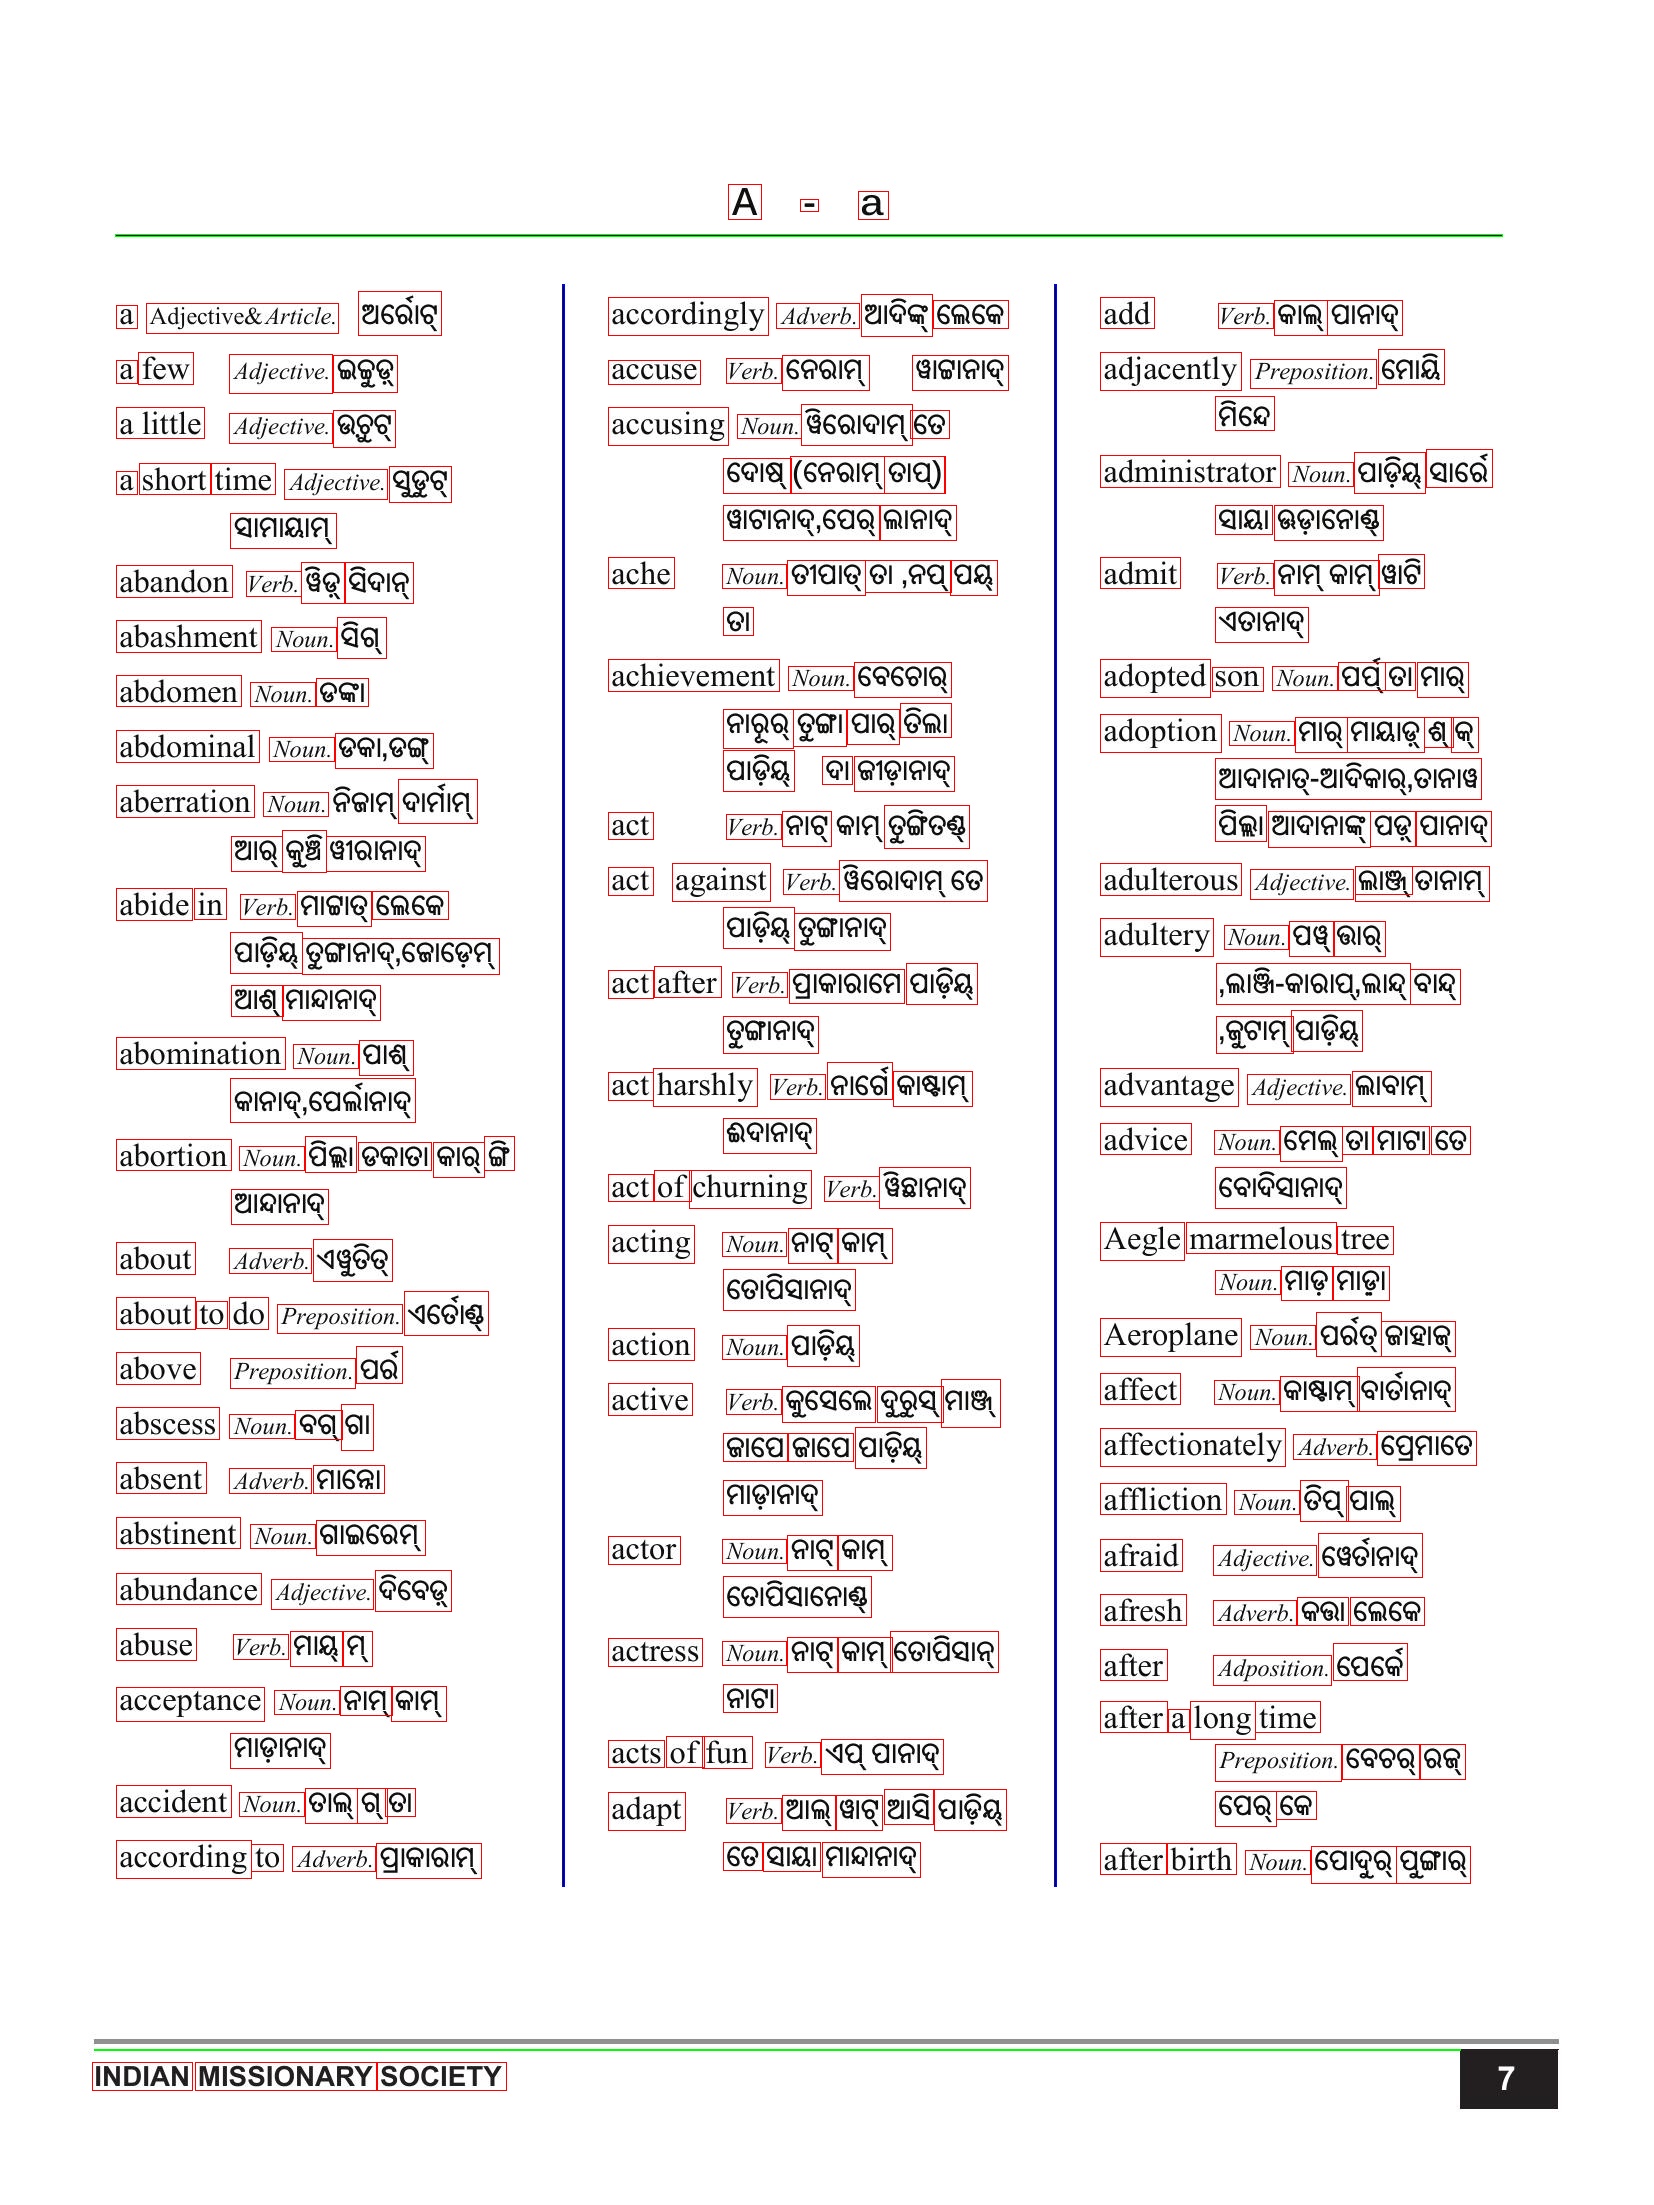 A - a
a Adjective&Article. ଅର୍ରୋଟ୍
a few Adjective. ଇଚ୍ଚୁଡ଼୍
a little Adjective. ଉଚୁଟ୍
a short time Adjective. ସୁଡୁଟ୍
ସାମାୟାମ୍
abandon Verb. ୱିଡ଼୍ ସିଦାନ୍
abashment Noun. ସିଗ୍
abdomen Noun. ଡଙ୍କା
abdominal Noun. ଡକା,ଡଙ୍ଗ୍
aberration Noun. ନିଜାମ୍ ଦାର୍ମାମ୍
ଆର୍ କୁଞ୍ଚି ୱୀରାନାଦ୍
abide in Verb. ମାଟ୍ଟାତ୍ ଲେକେ
ପାଡ଼ିୟ୍ ତୁଙ୍ଗାନାଦ୍,ଜୋଡ଼େମ୍
ଆଶ୍ ମାନ୍ଦାନାଦ୍
abomination Noun. ପାଶ୍
କାନାଦ୍,ପେର୍ଲାନାଦ୍
abortion Noun. ପିଲ୍ଲା ଡକାତା କାର୍ ଙ୍ଗି
ଆନ୍ଦାନାଦ୍
about Adverb. ଏୱୁତିତ୍
about to do Preposition. ଏର୍ତୋଣ୍ଡ୍
above Preposition. ପର୍ର
abscess Noun. ବଗ୍ ଗା
absent Adverb. ମାନ୍ନୋ
abstinent Noun. ଗାଇରେମ୍
abundance Adjective. ଦିବେଡ଼୍
abuse Verb. ମାୟ୍ ମ୍
acceptance Noun. ନାମ୍ କାମ୍
ମାଡ଼ାନାଦ୍
accident Noun. ତାଲ୍ ଗ୍ ତା
according to Adverb. ପ୍ରାକାରାମ୍
accordingly Adverb. ଆଦିଙ୍କ୍ ଲେକେ
accuse Verb. ନେରାମ୍ ୱାଟ୍ଟାନାଦ୍
accusing Noun. ୱିରୋଦାମ୍ ତେ
ଦୋଷ୍ (ନେରାମ୍ ତାପ୍)
ୱାଟାନାଦ୍,ପେର୍ ଲାନାଦ୍
ache Noun. ତୀପାତ୍ ତା ,ନପ୍ ପୟ୍
ତା
achievement Noun. ବେଚୋର୍
ନାରୂର୍ ତୁଙ୍ଗା ପାର୍ ତିଲା
ପାଡ଼ିୟ୍ ଦା ଜୀଡ଼ାନାଦ୍
act Verb. ନାଟ୍ କାମ୍ ତୁଙ୍ଗିତଣ୍ଡ୍
act against Verb. ୱିରୋଦାମ୍ ତେ
ପାଡ଼ିୟ୍ ତୁଙ୍ଗାନାଦ୍
act after Verb. ପ୍ରାକାରାମେ ପାଡ଼ିୟ୍
ତୁଙ୍ଗାନାଦ୍
act harshly Verb. ନାର୍ଗେ କାଷ୍ଟାମ୍
ଈଦାନାଦ୍
act of churning Verb. ୱିଛାନାଦ୍
acting Noun. ନାଟ୍ କାମ୍
ତୋପିସାନାଦ୍
action Noun. ପାଡ଼ିୟ୍
active Verb. କୁସେଲେ ଦୁରୁସ୍ ମାଞ୍ଜ୍
ଜାପେ ଜାପେ ପାଡ଼ିୟ୍
ମାଡ଼ାନାଦ୍
actor Noun. ନାଟ୍ କାମ୍
ତୋପିସାନୋଣ୍ଡ୍
actress Noun. ନାଟ୍ କାମ୍ ତୋପିସାନ୍
ନାଟା
acts of fun Verb. ଏପ୍ ପାନାଦ୍
adapt Verb. ଆଲ୍ ୱାଟ୍ ଆସି ପାଡ଼ିୟ୍
ତେ ସାୟା ମାନ୍ଦାନାଦ୍
add Verb. କାଲ୍ ପାନାଦ୍
adjacently Preposition. ମୋୟି
ମିନ୍ଦେ
administrator Noun. ପାଡ଼ିୟ୍ ସାର୍ରେ
ସାୟା ଊଡ଼ାନୋଣ୍ଡ୍
admit Verb. ନାମ୍ କାମ୍ ୱାଟି
ଏତାନାଦ୍
adopted son Noun. ପର୍ପ୍ ତା ମାର୍
adoption Noun. ମାର୍ ମାୟାଡ଼୍ ଶ୍ କ୍
ଆଦାନାତ୍-ଆଦିକାର୍,ତାନାୱ
ପିଲ୍ଲା ଆଦାନାଙ୍କ୍ ପଡ଼୍ ପାନାଦ୍
adulterous Adjective. ଲାଞ୍ଜ୍ ତାନାମ୍
adultery Noun. ପୱ୍ ତ୍ତାର୍
,ଲାଞ୍ଜି-କାରାପ୍,ଲାନ୍ଦ୍ ବାନ୍ଦ୍
,ଜୁଟାମ୍ ପାଡ଼ିୟ୍
advantage Adjective. ଲାବାମ୍
advice Noun. ମେଲ୍ ତା ମାଟା ତେ
ବୋଦିସାନାଦ୍
Aegle marmelous tree
Noun. ମାଡ଼ ମାଡ଼ା
Aeroplane Noun. ପର୍ରତ୍ ଜାହାଜ୍
affect Noun. କାଷ୍ଟାମ୍ ବାର୍ତାନାଦ୍
affectionately Adverb. ପ୍ରେମାତେ
affliction Noun. ତିପ୍ ପାଲ୍
afraid Adjective. ୱେର୍ତାନାଦ୍
afresh Adverb. କତ୍ତା ଲେକେ
after Adposition. ପେର୍କେ
after a long time
Preposition. ବେଚର୍ ରଜ୍
ପେର୍ କେ
after birth Noun. ପୋଦୁର୍ ପୁଙ୍ଗାର୍
INDIAN MISSIONARY SOCIETY 7